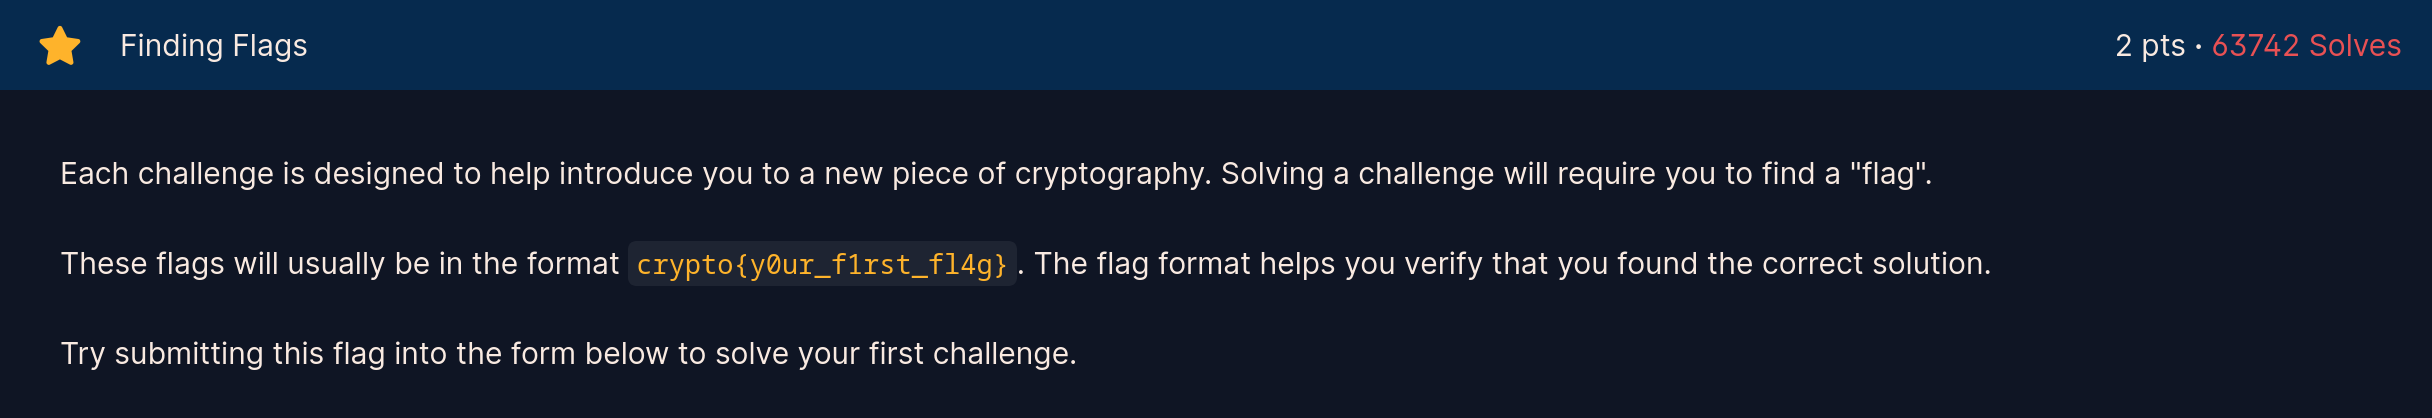 Finding Flags 2 pts · 63742 Solves
Each challenge is designed to help introduce you to a new piece of cryptography. Solving a challenge will require you to find a "flag".
These flags will usually be in the format crypto{y0ur_f1rst_fl4g}. The flag format helps you verify that you found the correct solution.
Try submitting this flag into the form below to solve your first challenge.